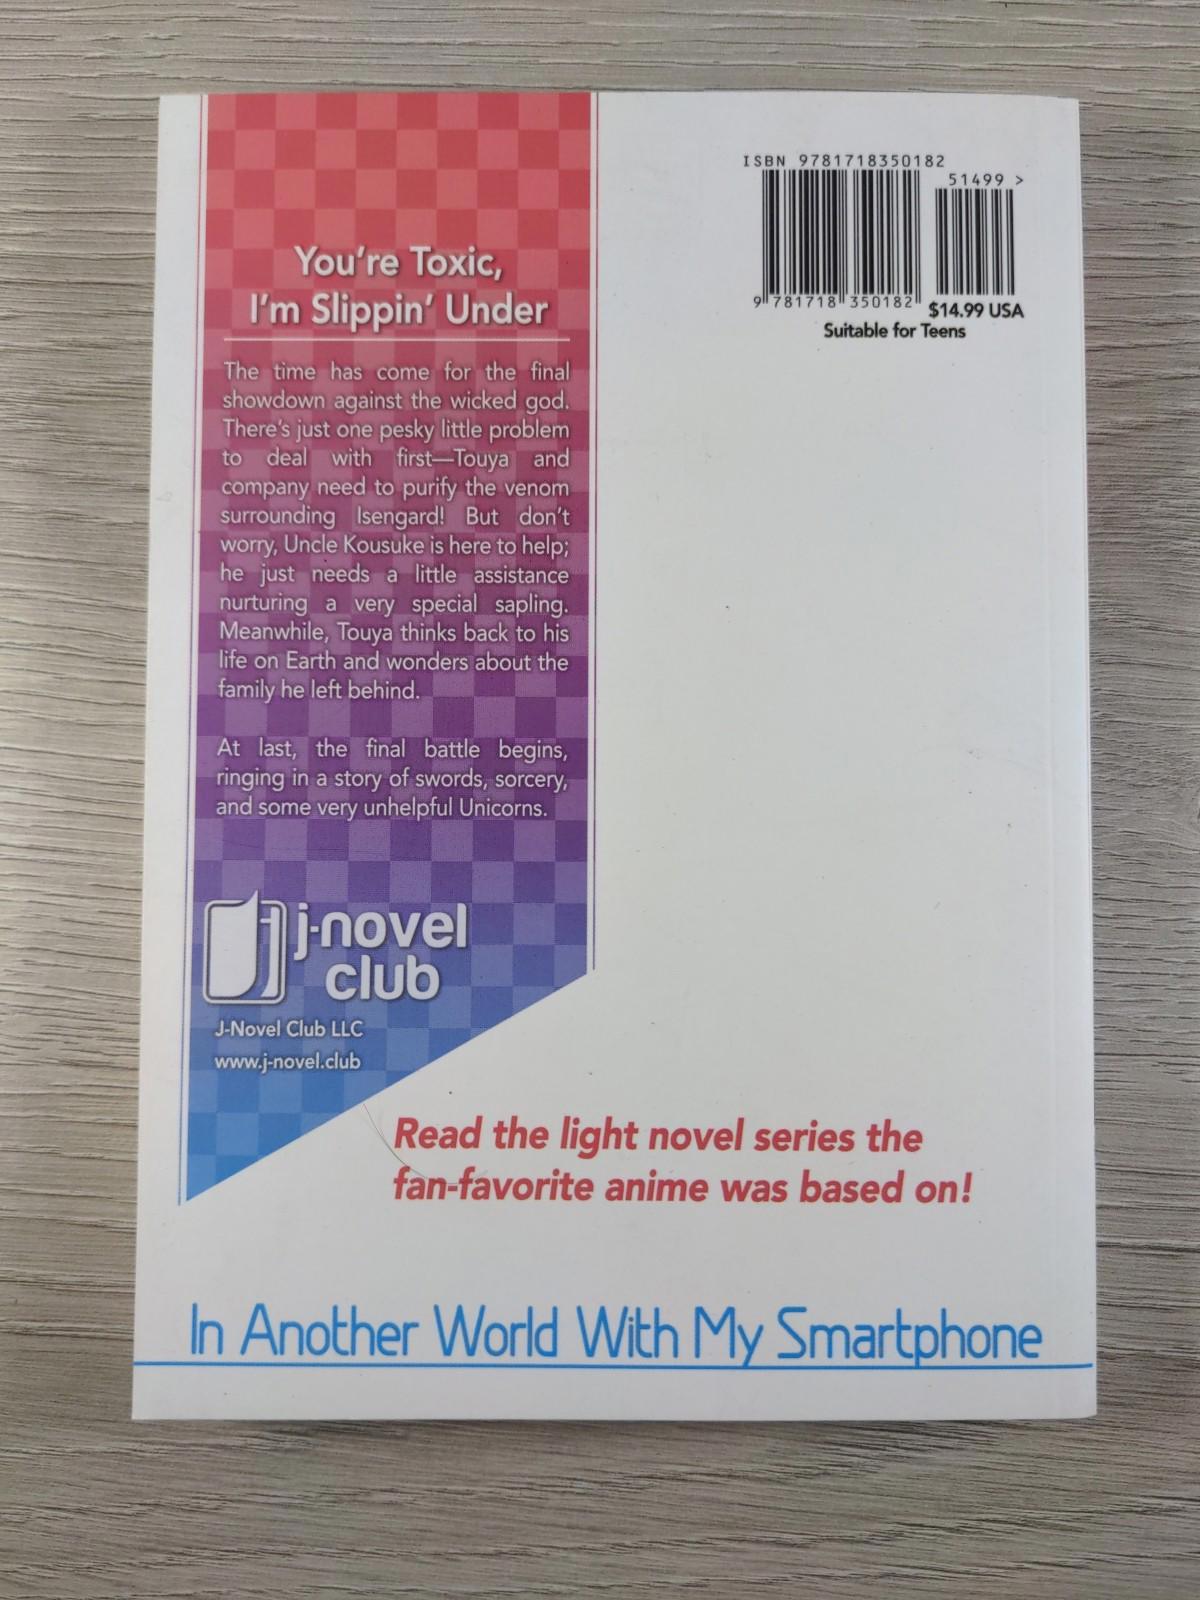 You're Toxic,
I'm Slippin' Under
The time has come for the final
showdown against the wicked god.
There's just one pesky little problem
to deal with first—Touya and
company need to purify the venom
surrounding Isengard! But don't
worry, Uncle Kousuke is here to help;
he just needs a little assistance
nurturing a very special sapling.
Meanwhile, Touya thinks back to his
life on Earth and wonders about the
family he left behind.
At last, the final battle begins,
ringing in a story of swords, sorcery,
and some very unhelpful Unicorns.
j-novel
club
J-Novel Club LLC
www.j-novel.club
ISBN 9781718350182
51499 >
9 781718 350182
$14.99 USA
Suitable for Teens
Read the light novel series the
fan-favorite anime was based on!
In Another World With My Smartphone